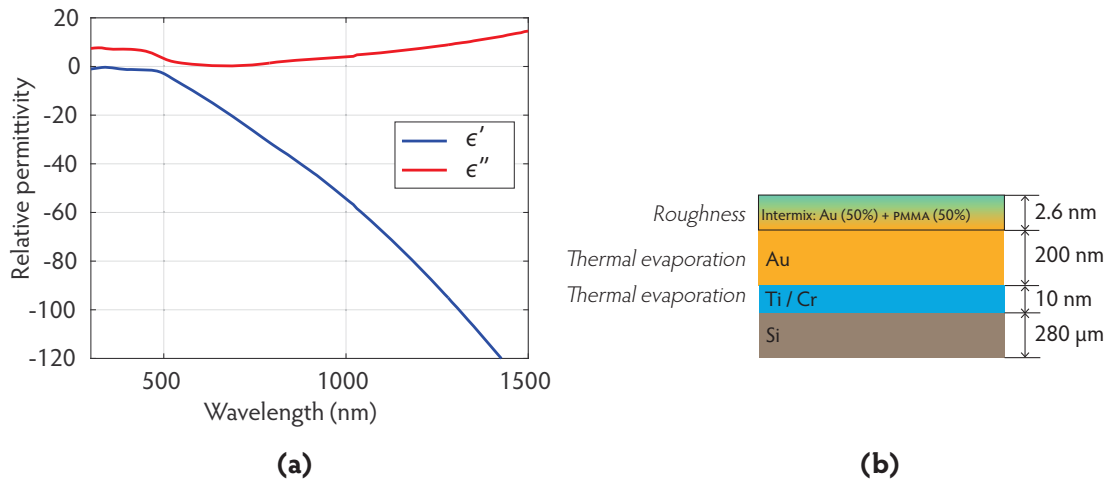 20
0
-20
-40
-60
-80
-100
-120
Relative permittivity
500
1000
1500
Wavelength (nm)
ϵ′
ϵ″
(a)
Roughness
Intermix: Au (50%) + PMMA (50%)
2.6 nm
Thermal evaporation
Au
200 nm
Thermal evaporation
Ti / Cr
10 nm
Si
280 μm
(b)